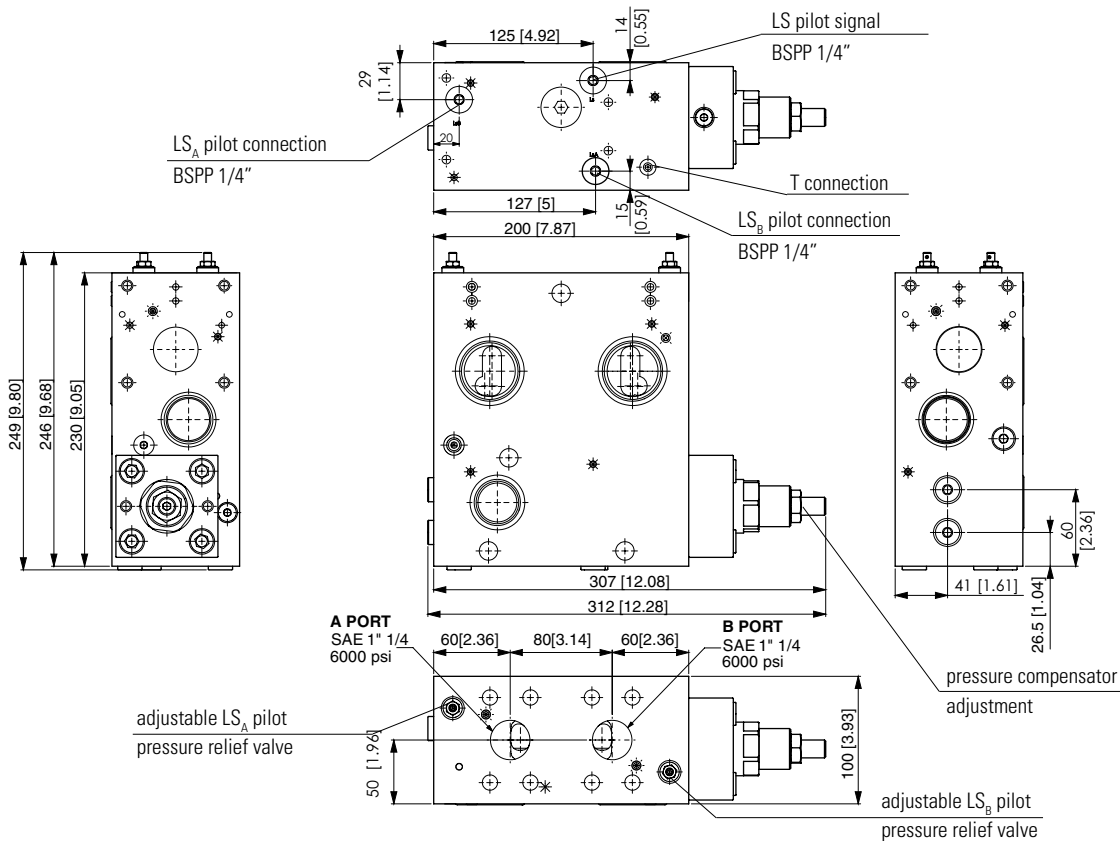 125 [4.92]
14
[0.55]
LS pilot signal
BSPP 1/4”
29
[1.14]
20
LS_A pilot connection
BSPP 1/4”
T connection
127 [5]
15
[0.59]
LS_B pilot connection
BSPP 1/4”
200 [7.87]
249 [9.80]
246 [9.68]
230 [9.05]
60
[2.36]
41 [1.61]
26.5 [1.04]
307 [12.08]
312 [12.28]
A PORT
SAE 1" 1/4
6000 psi
60[2.36]
80[3.14]
60[2.36]
B PORT
SAE 1" 1/4
6000 psi
pressure compensator
adjustment
adjustable LS_A pilot
pressure relief valve
50 [1.96]
100 [3.93]
adjustable LS_B pilot
pressure relief valve